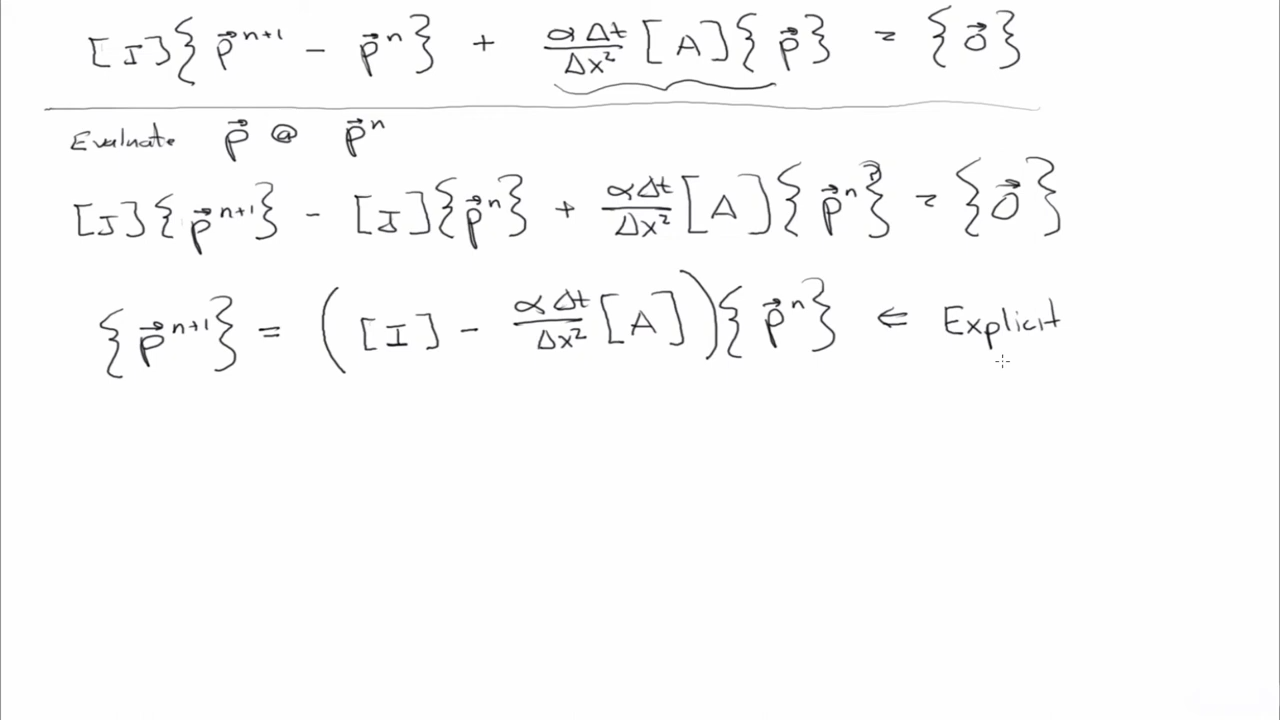 [I]{p⃗ⁿ⁺¹ - p⃗ⁿ} + αΔt/Δx² [A]{p⃗} = {0⃗}
Evaluate p⃗ @ p⃗ⁿ
[I]{p⃗ⁿ⁺¹} - [I]{p⃗ⁿ} + αΔt/Δx² [A]{p⃗ⁿ} = {0⃗}
{p⃗ⁿ⁺¹} = ([I] - αΔt/Δx² [A]){p⃗ⁿ} ⇐ Explicit